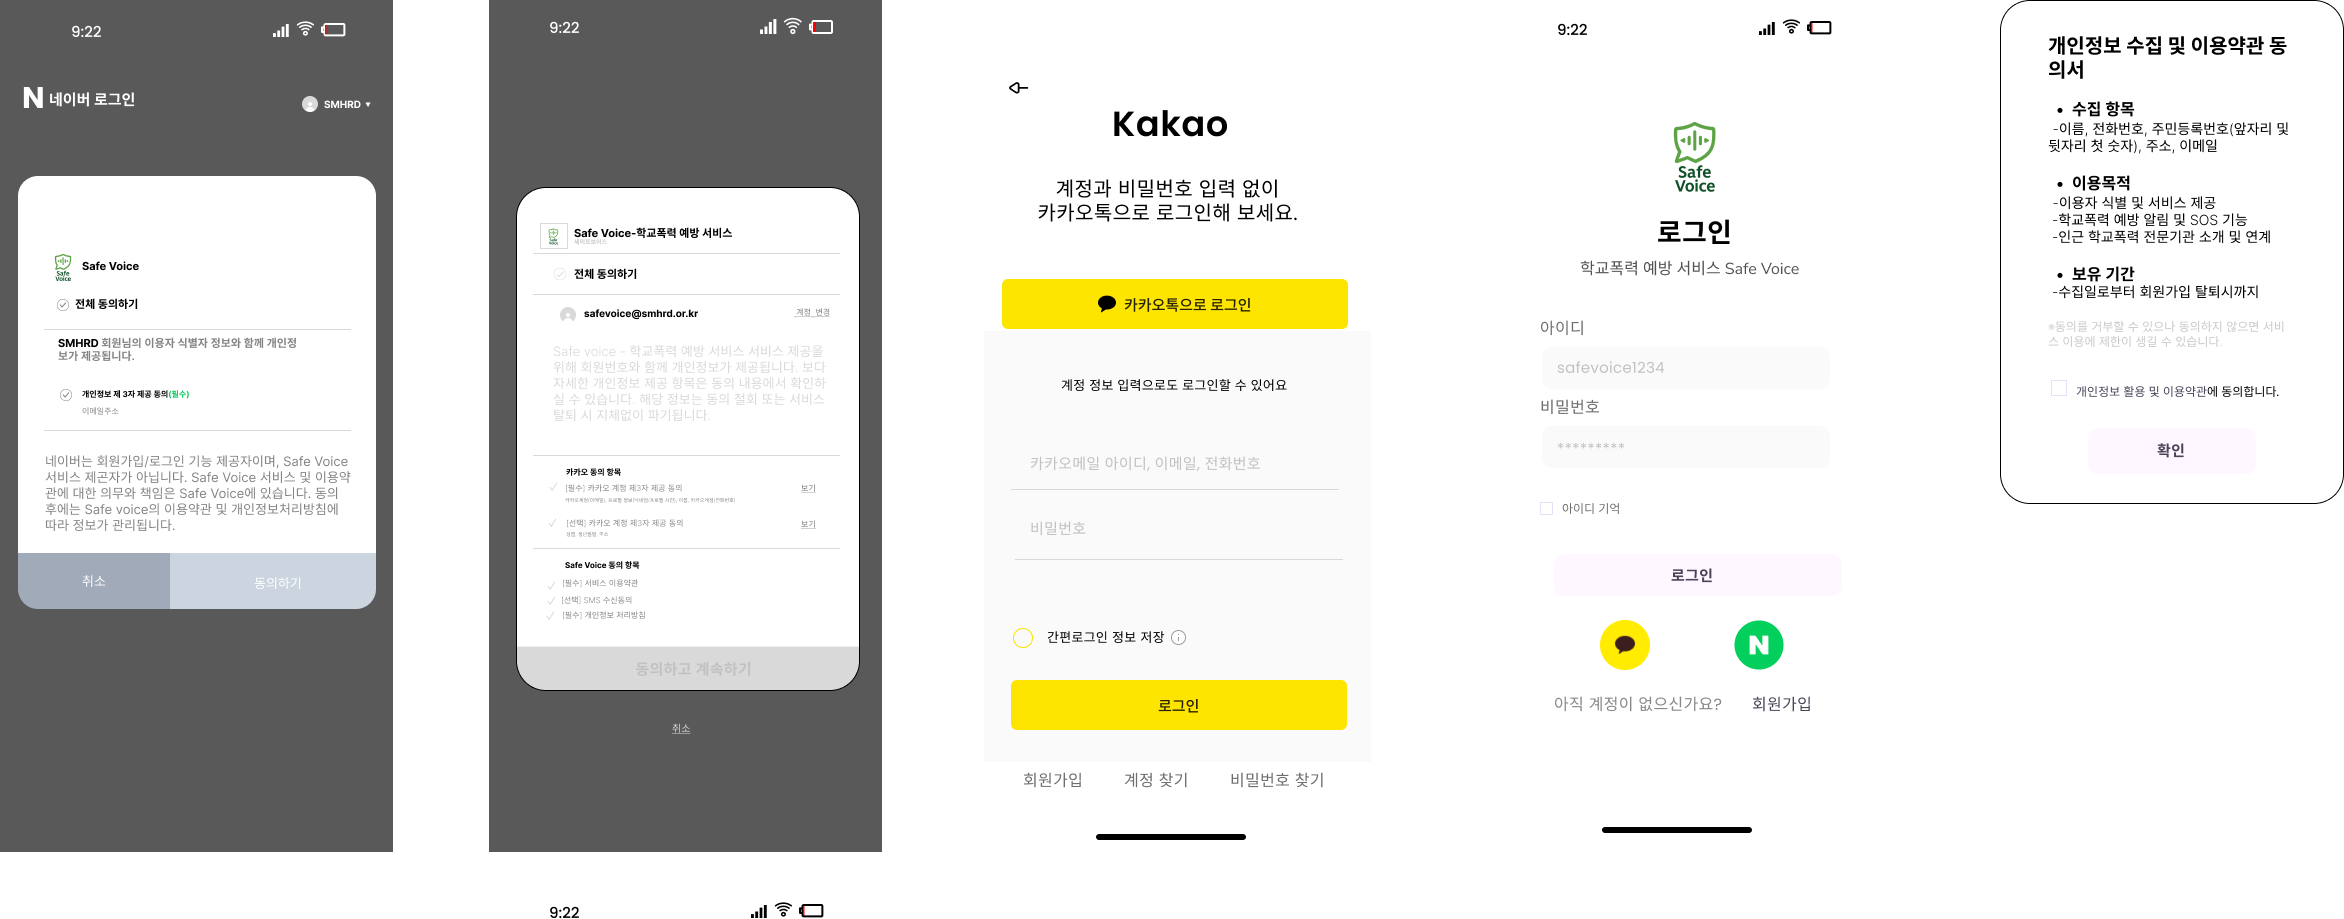 9:22
N 네이버 로그인
SMHRD
Safe Voice
Safe Voice
전체 동의하기
SMHRD 회원님의 이용자 식별자 정보와 함께 개인정
보가 제공됩니다.
개인정보 제 3자 제공 동의(필수)
이메일주소
네이버는 회원가입/로그인 기능 제공자이며, Safe Voice
서비스 제곤자가 아닙니다. Safe Voice 서비스 및 이용약
관에 대한 의무와 책임은 Safe Voice에 있습니다. 동의
후에는 Safe voice의 이용약관 및 개인정보처리방침에
따라 정보가 관리됩니다.
취소
동의하기
9:22
Safe Voice
Safe Voice-학교폭력 예방 서비스
세이프보이스
전체 동의하기
safevoice@smhrd.or.kr
계정 변경
Safe voice - 학교폭력 예방 서비스 서비스 제공을
위해 회원번호와 함께 개인정보가 제공됩니다. 보다
자세한 개인정보 제공 항목은 동의 내용에서 확인하
실 수 있습니다. 해당 정보는 동의 철회 또는 서비스
탈퇴 시 지체없이 파기됩니다.
카카오 동의 항목
[필수] 카카오 계정 제3자 제공 동의
보기
[선택] 카카오 계정 제3자 제공 동의
보기
성별, 생년월일, 주소
Safe Voice 동의 항목
[필수] 서비스 이용약관
[선택] SMS 수신동의
[필수] 개인정보 처리방침
동의하고 계속하기
취소
9:22
Kakao
계정과 비밀번호 입력 없이
카카오톡으로 로그인해 보세요.
카카오톡으로 로그인
계정 정보 입력으로도 로그인할 수 있어요
카카오메일 아이디, 이메일, 전화번호
비밀번호
간편로그인 정보 저장
로그인
회원가입
계정 찾기
비밀번호 찾기
9:22
Safe
Voice
로그인
학교폭력 예방 서비스 Safe Voice
아이디
safevoice1234
비밀번호
*********
아이디 기억
로그인
N
아직 계정이 없으신가요?
회원가입
개인정보 수집 및 이용약관 동
의서
• 수집 항목
-이름, 전화번호, 주민등록번호(앞자리 및
뒷자리 첫 숫자), 주소, 이메일
• 이용목적
-이용자 식별 및 서비스 제공
-학교폭력 예방 알림 및 SOS 기능
-인근 학교폭력 전문기관 소개 및 연계
• 보유 기간
-수집일로부터 회원가입 탈퇴시까지
※동의를 거부할 수 있으나 동의하지 않으면 서비
스 이용에 제한이 생길 수 있습니다.
개인정보 활용 및 이용약관에 동의합니다.
확인